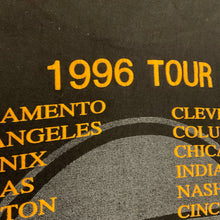 1996 TOUR
AMENTO
ANGELES
NIX
AS
TON
CLEVE
COLU
CHICA
INDIA
NASH
CINC